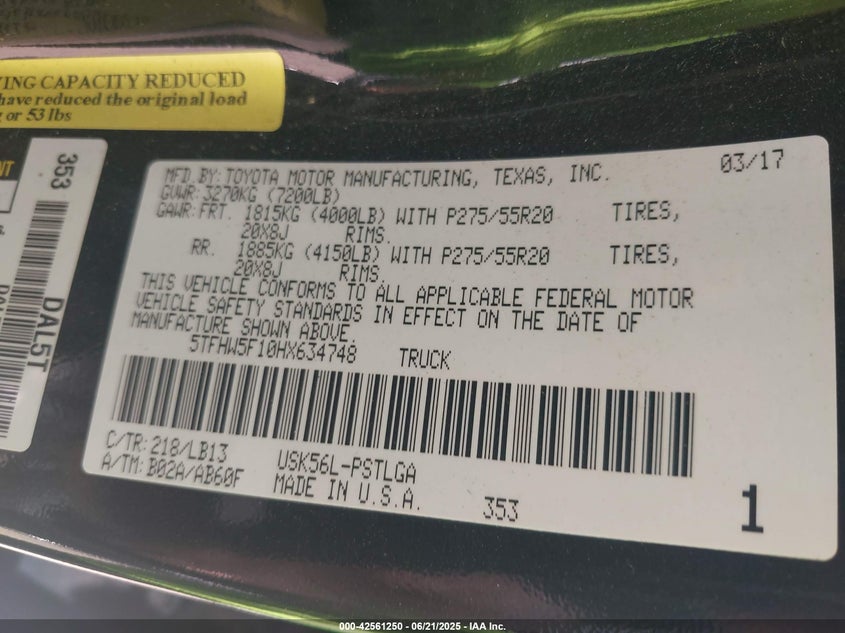 ING CAPACITY REDUCED
have reduced the original load
or 53 lbs
353
DAL5T
MFD.BY:TOYOTA MOTOR MANUFACTURING, TEXAS, INC. 03/17
GVWR:3270KG (7200LB)
GAWR:FRT. 1815KG (4000LB) WITH P275/55R20 TIRES,
20X8J RIMS.
RR. 1885KG (4150LB) WITH P275/55R20 TIRES,
20X8J RIMS.
THIS VEHICLE CONFORMS TO ALL APPLICABLE FEDERAL MOTOR
VEHICLE SAFETY STANDARDS IN EFFECT ON THE DATE OF
MANUFACTURE SHOWN ABOVE.
5TFHW5F10HX634748 TRUCK
C/TR:218/LB13 USK56L-PSTLGA
A/TM:B02A/AB60F MADE IN U.S.A. 353
1
000-42561250 - 06/21/2025 - IAA Inc.